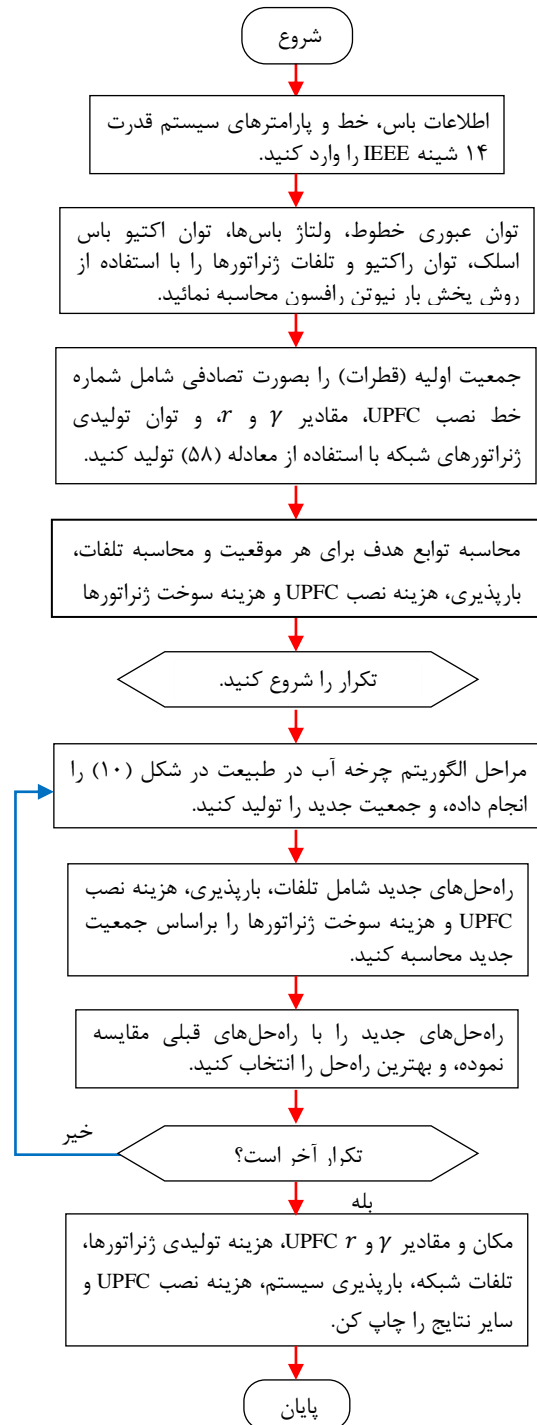 شروع
اطلاعات باس، خط و پارامترهای سیستم قدرت
۱۴ شینه IEEE را وارد کنید.
توان عبوری خطوط، ولتاژ باس‌ها، توان اکتیو باس
اسلک، توان راکتیو و تلفات ژنراتورها را با استفاده از
روش پخش بار نیوتن رافسون محاسبه نمائید.
جمعیت اولیه (قطرات) را بصورت تصادفی شامل شماره
خط نصب UPFC، مقادیر γ و r، و توان تولیدی
ژنراتورهای شبکه با استفاده از معادله (۵۸) تولید کنید.
محاسبه توابع هدف برای هر موقعیت و محاسبه تلفات،
بارپذیری، هزینه نصب UPFC و هزینه سوخت ژنراتورها
تکرار را شروع کنید.
مراحل الگوریتم چرخه آب در طبیعت در شکل (۱۰) را
انجام داده، و جمعیت جدید را تولید کنید.
راه‌حل‌های جدید شامل تلفات، بارپذیری، هزینه نصب
UPFC و هزینه سوخت ژنراتورها را براساس جمعیت
جدید محاسبه کنید.
راه‌حل‌های جدید را با راه‌حل‌های قبلی مقایسه
نموده، و بهترین راه‌حل را انتخاب کنید.
خیر
تکرار آخر است؟
بله
مکان و مقادیر γ و r UPFC، هزینه تولیدی ژنراتورها،
تلفات شبکه، بارپذیری سیستم، هزینه نصب UPFC و
سایر نتایج را چاپ کن.
پایان